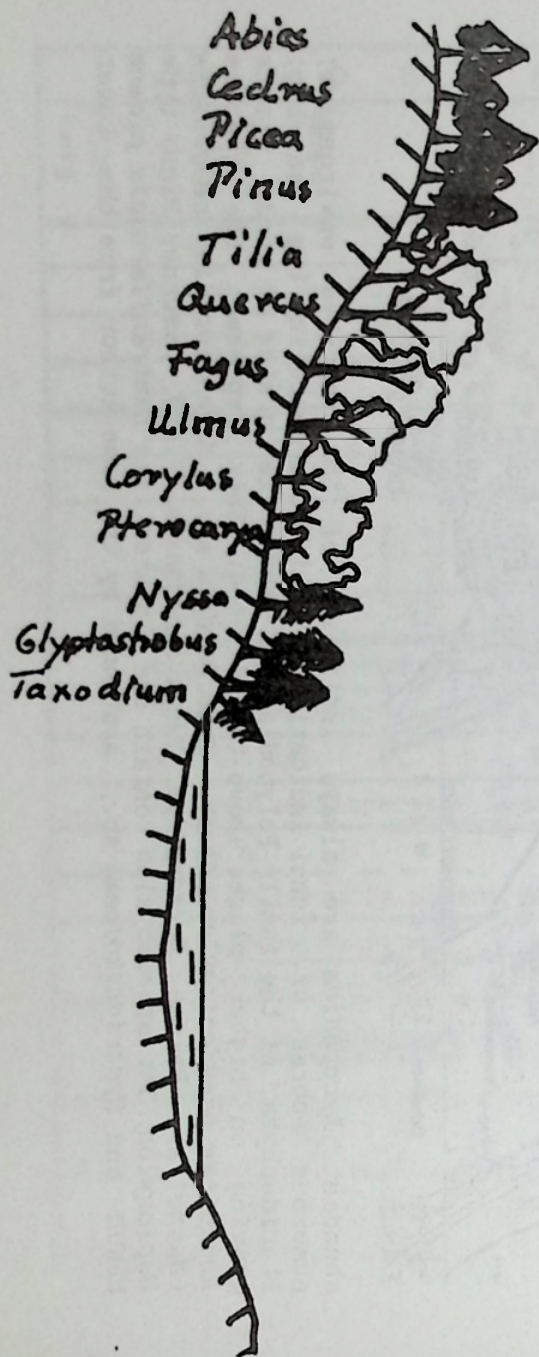 Abies
Cedrus
Picea
Pinus
Tilia
Quercus
Fagus
Ulmus
Corylus
Pterocarya
Nyssa
Glyptostrobus
Taxodium